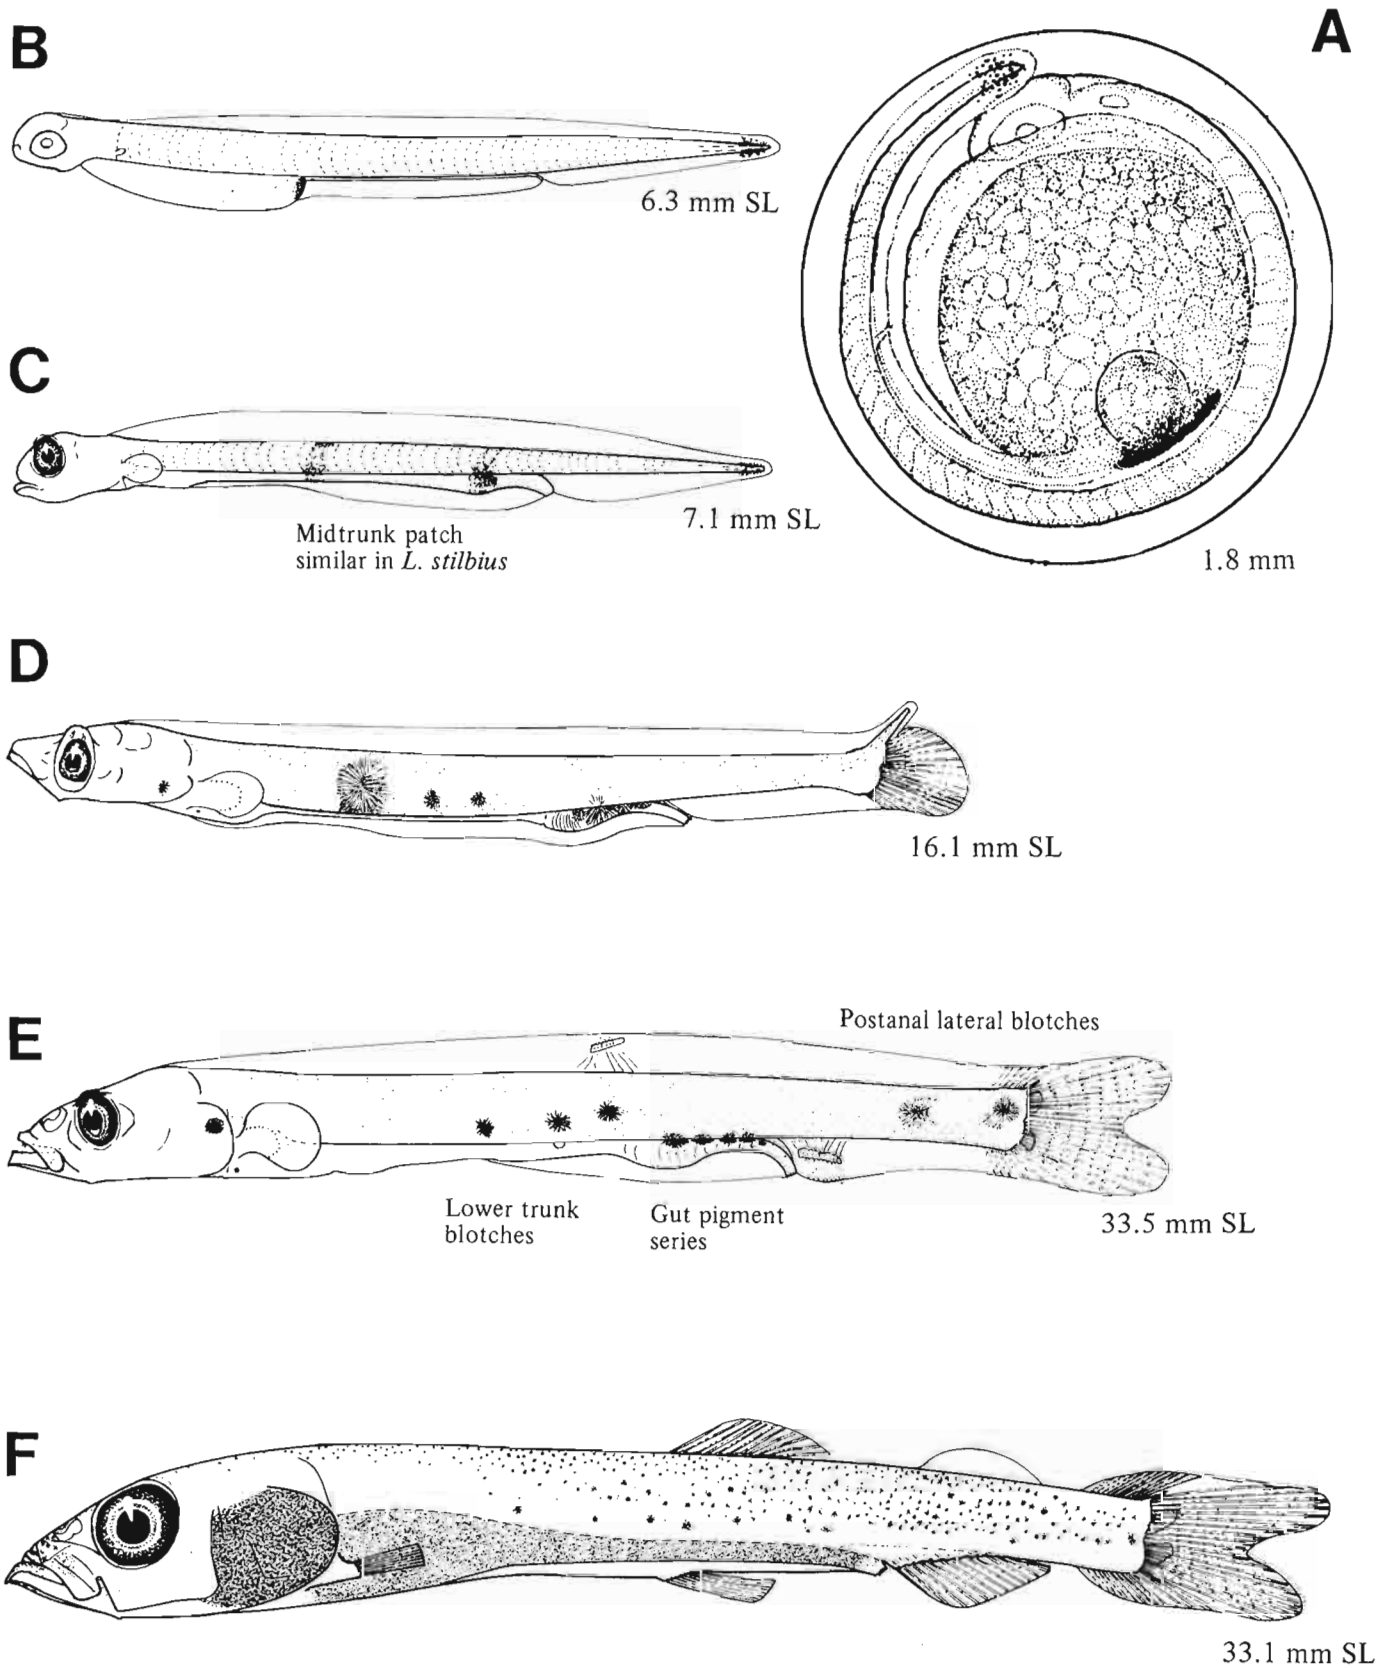 A
B
6.3 mm SL
C
7.1 mm SL
Midtrunk patch
similar in L. stilbius
1.8 mm
D
16.1 mm SL
E
Postanal lateral blotches
Lower trunk
blotches
Gut pigment
series
33.5 mm SL
F
33.1 mm SL